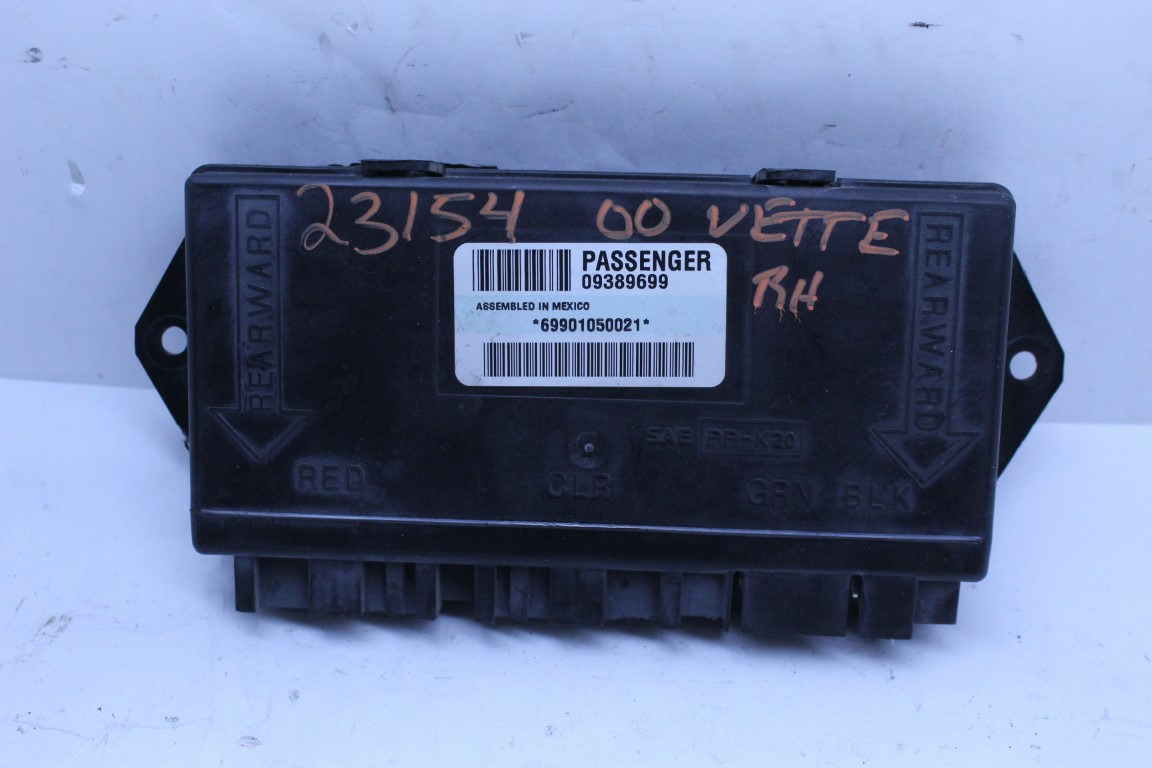 23154 00 VETTE
RH
PASSENGER
09389699
ASSEMBLED IN MEXICO
*69901050021*
REARWARD
REARWARD
RED
CLR
GRN BLK